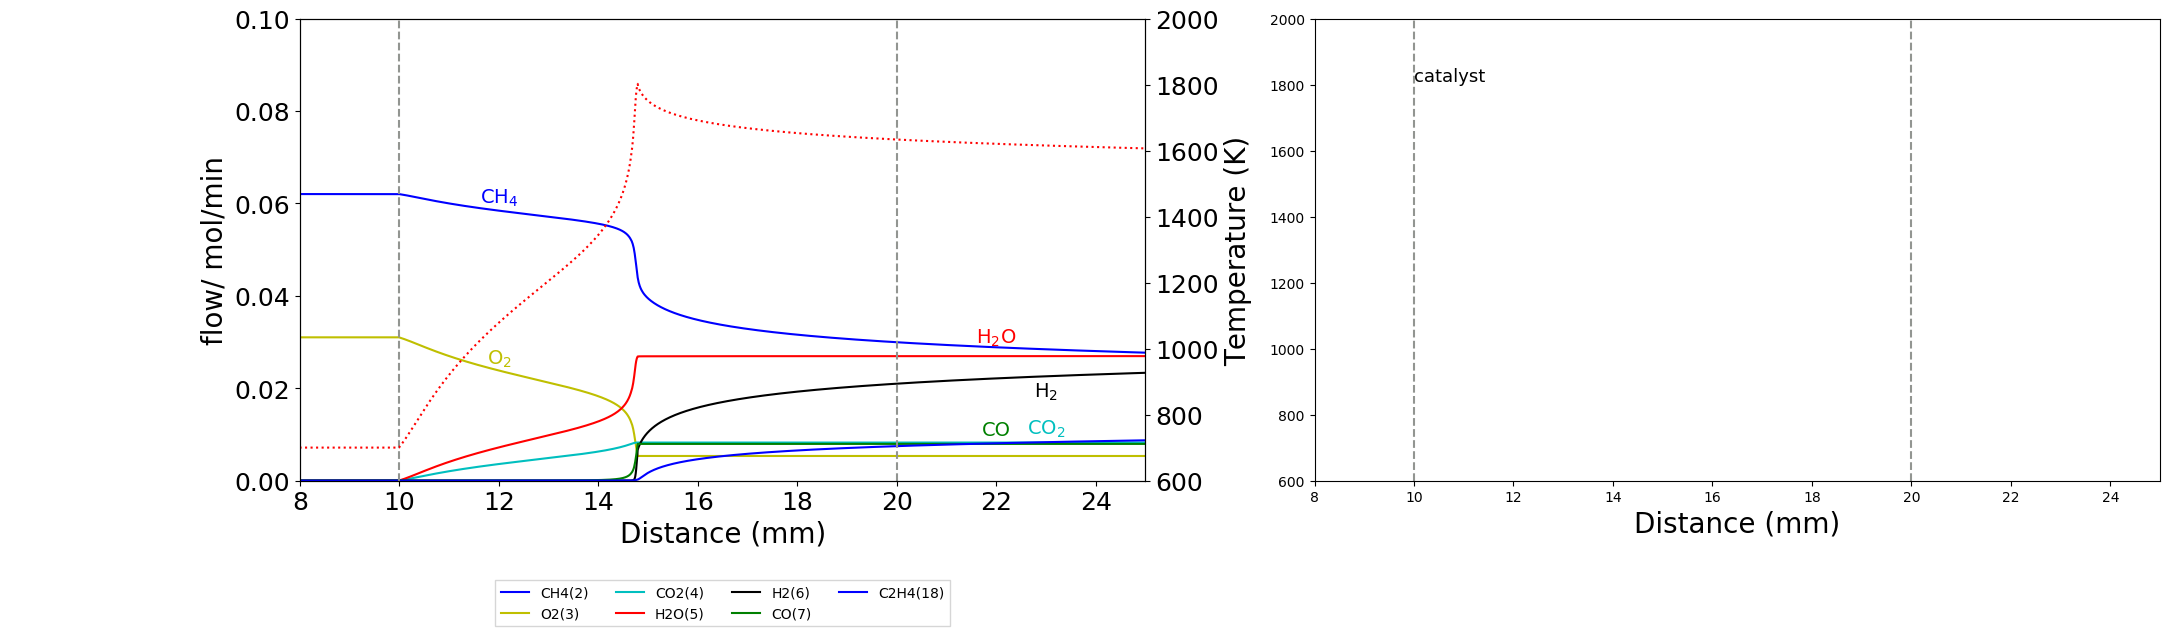 0.10
0.08
0.06
0.04
0.02
0.00
flow/ mol/min
8 10 12 14 16 18 20 22 24
Distance (mm)
CH4
O2
H2O
H2
CO CO2
2000
1800
1600
1400
1200
1000
800
600
Temperature (K)
CH4(2) CO2(4) H2(6) C2H4(18)
O2(3) H2O(5) CO(7)
2000
1800
1600
1400
1200
1000
800
600
catalyst
8 10 12 14 16 18 20 22 24
Distance (mm)